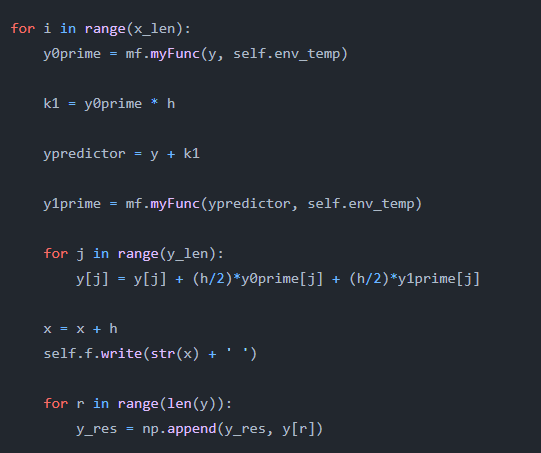 for i in range(x_len):
    y0prime = mf.myFunc(y, self.env_temp)
    k1 = y0prime * h
    ypredictor = y + k1
    y1prime = mf.myFunc(ypredictor, self.env_temp)
    for j in range(y_len):
        y[j] = y[j] + (h/2)*y0prime[j] + (h/2)*y1prime[j]
    x = x + h
    self.f.write(str(x) + ' ')
    for r in range(len(y)):
        y_res = np.append(y_res, y[r])